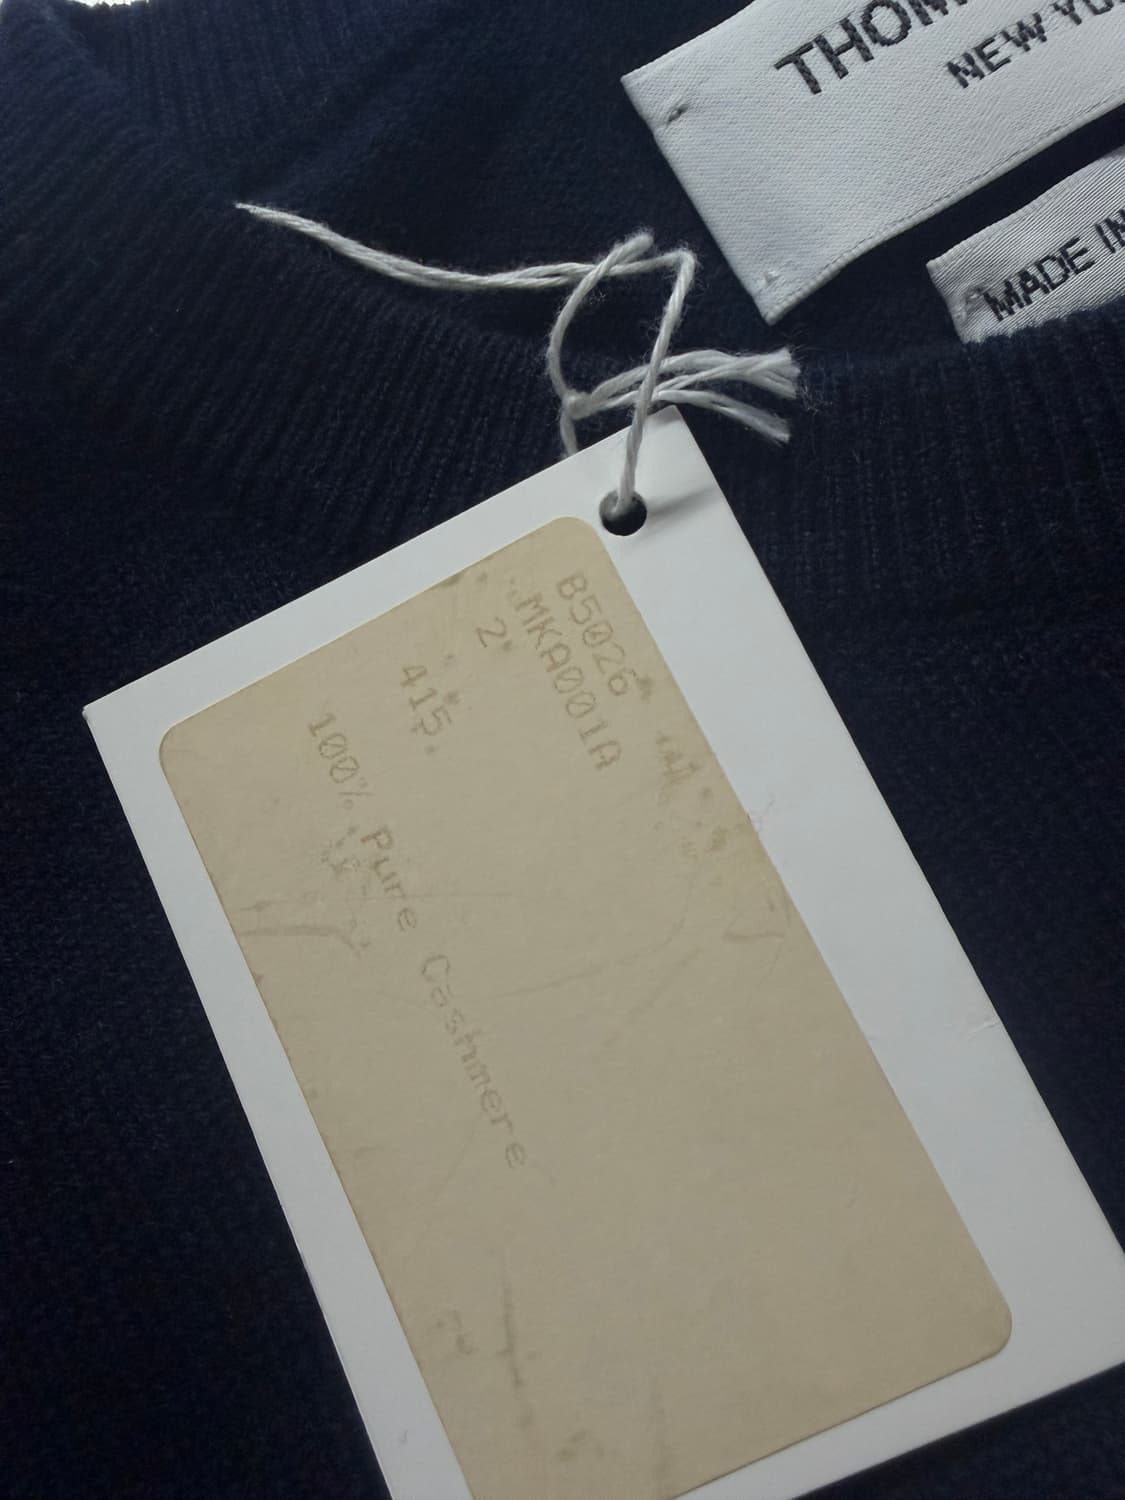 THOM
NEW YO
MADE IN
B5026
MKA001A
2
415
100% Pure Cashmere